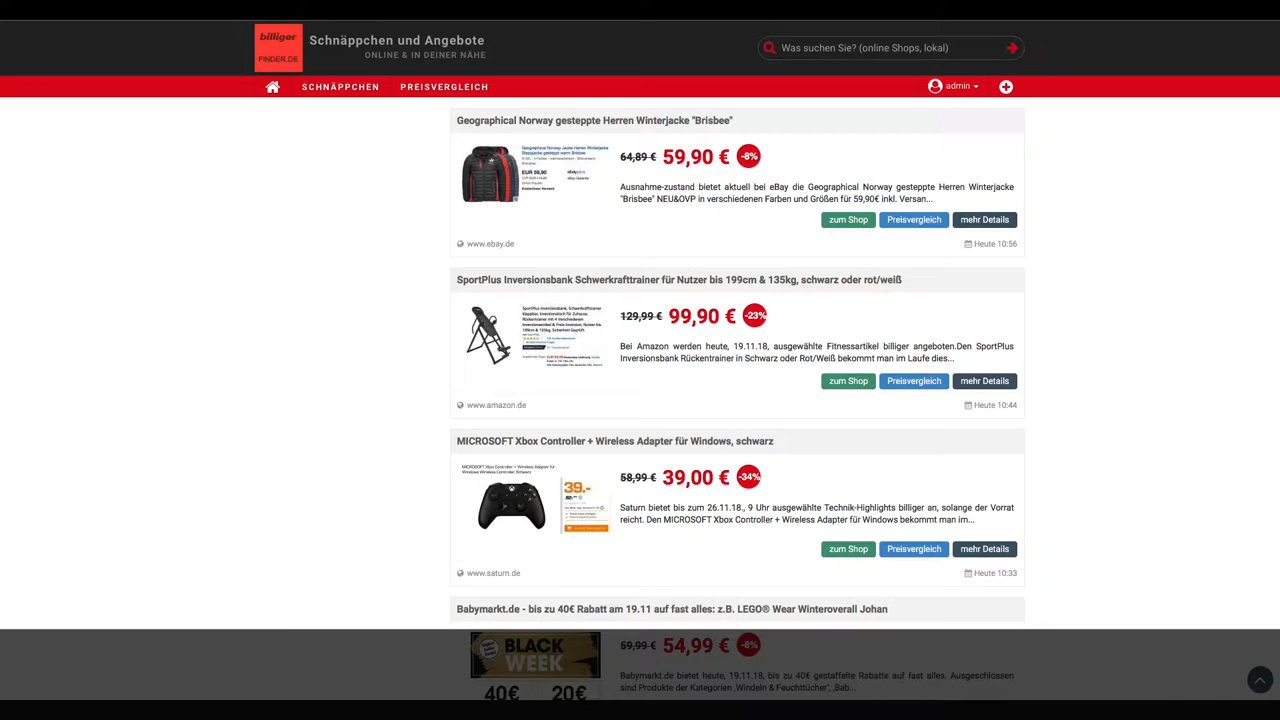 billiger
FINDER.DE
Schnäppchen und Angebote
ONLINE & IN DEINER NÄHE
Was suchen Sie? (online Shops, lokal)
SCHNÄPPCHEN PREISVERGLEICH admin
Geographical Norway gesteppte Herren Winterjacke "Brisbee"
EUR 59,90
64,89 € 59,90 € -8%
Ausnahme-zustand bietet aktuell bei eBay die Geographical Norway gesteppte Herren Winterjacke
"Brisbee" NEU&OVP in verschiedenen Farben und Größen für 59,90€ inkl. Versan...
zum Shop Preisvergleich mehr Details
www.ebay.de Heute 10:56
SportPlus Inversionsbank Schwerkrafttrainer für Nutzer bis 199cm & 135kg, schwarz oder rot/weiß
129,99 € 99,90 € -23%
Bei Amazon werden heute, 19.11.18, ausgewählte Fitnessartikel billiger angeboten.Den SportPlus
Inversionsbank Rückentrainer in Schwarz oder Rot/Weiß bekommt man im Laufe dies...
zum Shop Preisvergleich mehr Details
www.amazon.de Heute 10:44
MICROSOFT Xbox Controller + Wireless Adapter für Windows, schwarz
39.-
58,99 € 39,00 € -34%
Saturn bietet bis zum 26.11.18., 9 Uhr ausgewählte Technik-Highlights billiger an, solange der Vorrat
reicht. Den MICROSOFT Xbox Controller + Wireless Adapter für Windows bekommt man im...
zum Shop Preisvergleich mehr Details
www.saturn.de Heute 10:33
Babymarkt.de - bis zu 40€ Rabatt am 19.11 auf fast alles: z.B. LEGO® Wear Winteroverall Johan
BLACK
WEEK
40€ 20€
59,99 € 54,99 € -8%
Babymarkt.de bietet heute, 19.11.18, bis zu 40€ gestaffelte Rabatte auf fast alles. Ausgeschlossen
sind Produkte der Kategorien ‚Windeln & Feuchttücher', ‚Bab...